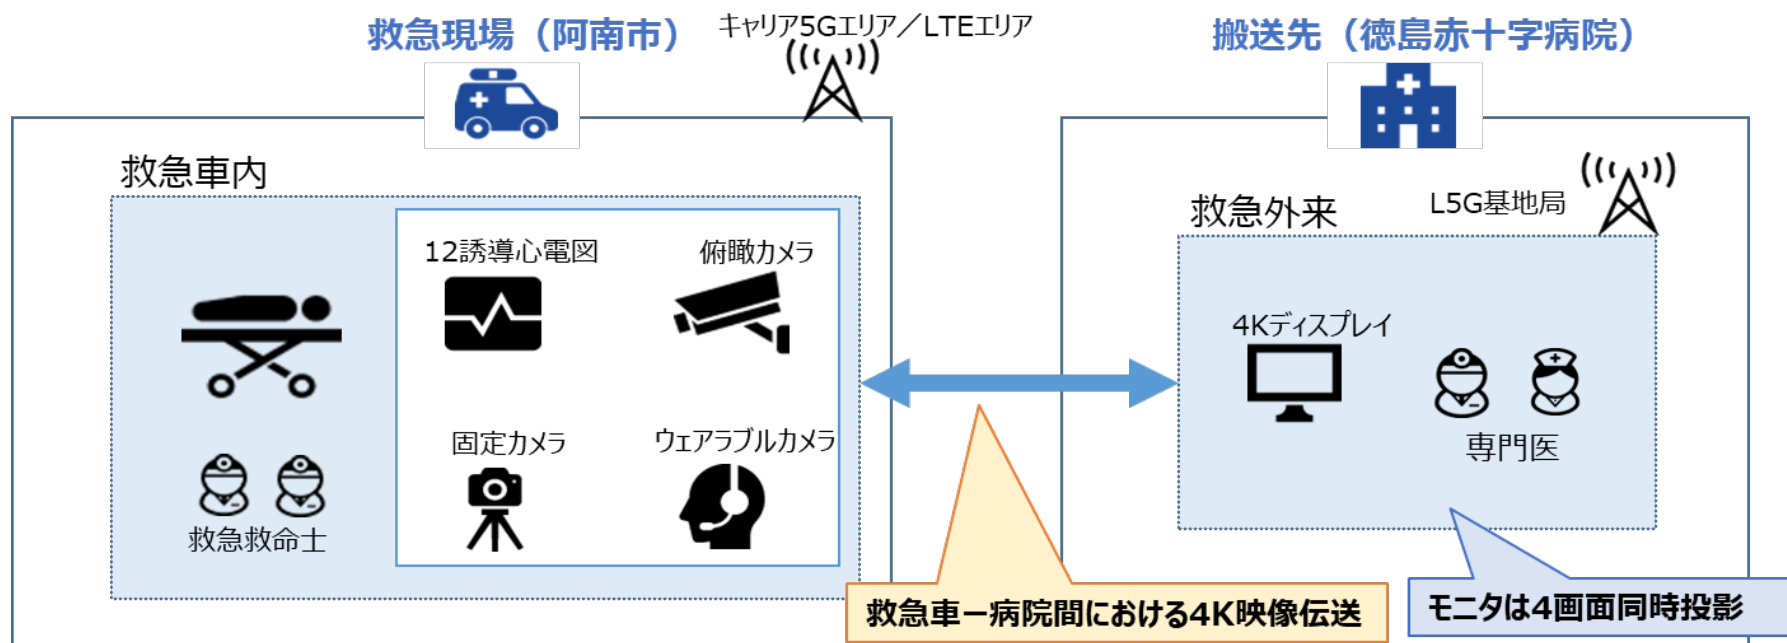 救急現場（阿南市）
キャリア5Gエリア／LTEエリア
搬送先（徳島赤十字病院）
救急車内
12誘導心電図
俯瞰カメラ
固定カメラ
ウェアラブルカメラ
救急救命士
救急外来
L5G基地局
4Kディスプレイ
専門医
救急車ー病院間における4K映像伝送
モニタは4画面同時投影